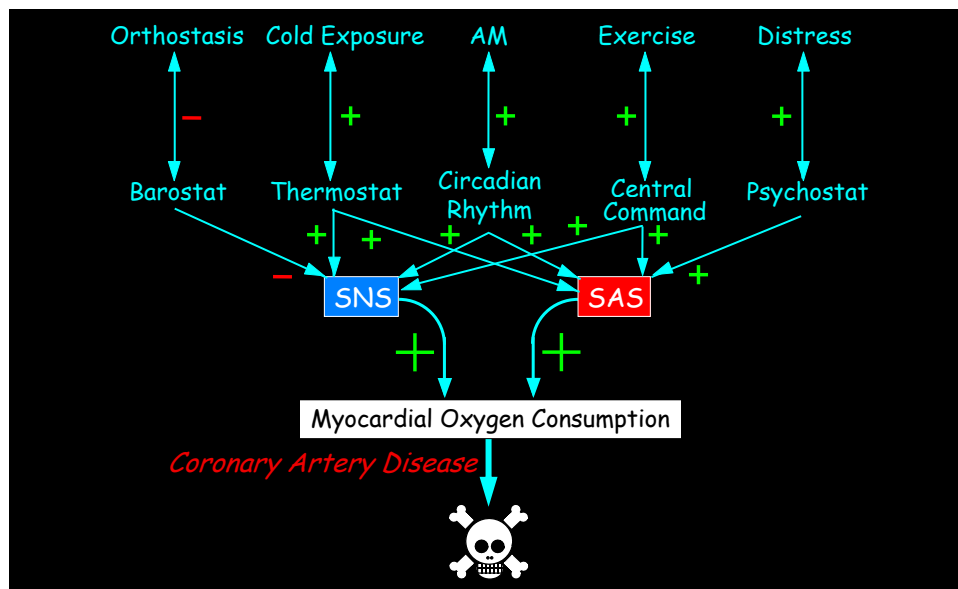 Orthostasis Cold Exposure AM Exercise Distress
− + + + +
Barostat Thermostat Circadian Rhythm Central Command Psychostat
+ + + + + +
− +
SNS SAS
+ +
Myocardial Oxygen Consumption
Coronary Artery Disease